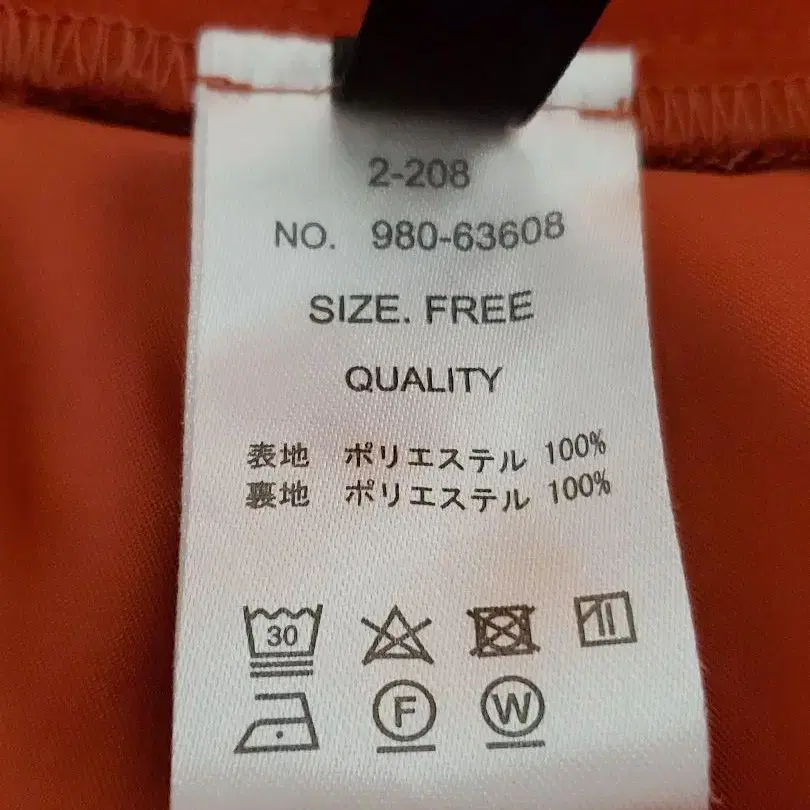 2-208
NO. 980-63608
SIZE. FREE
QUALITY
表地 ポリエステル 100%
裏地 ポリエステル 100%
30
F W